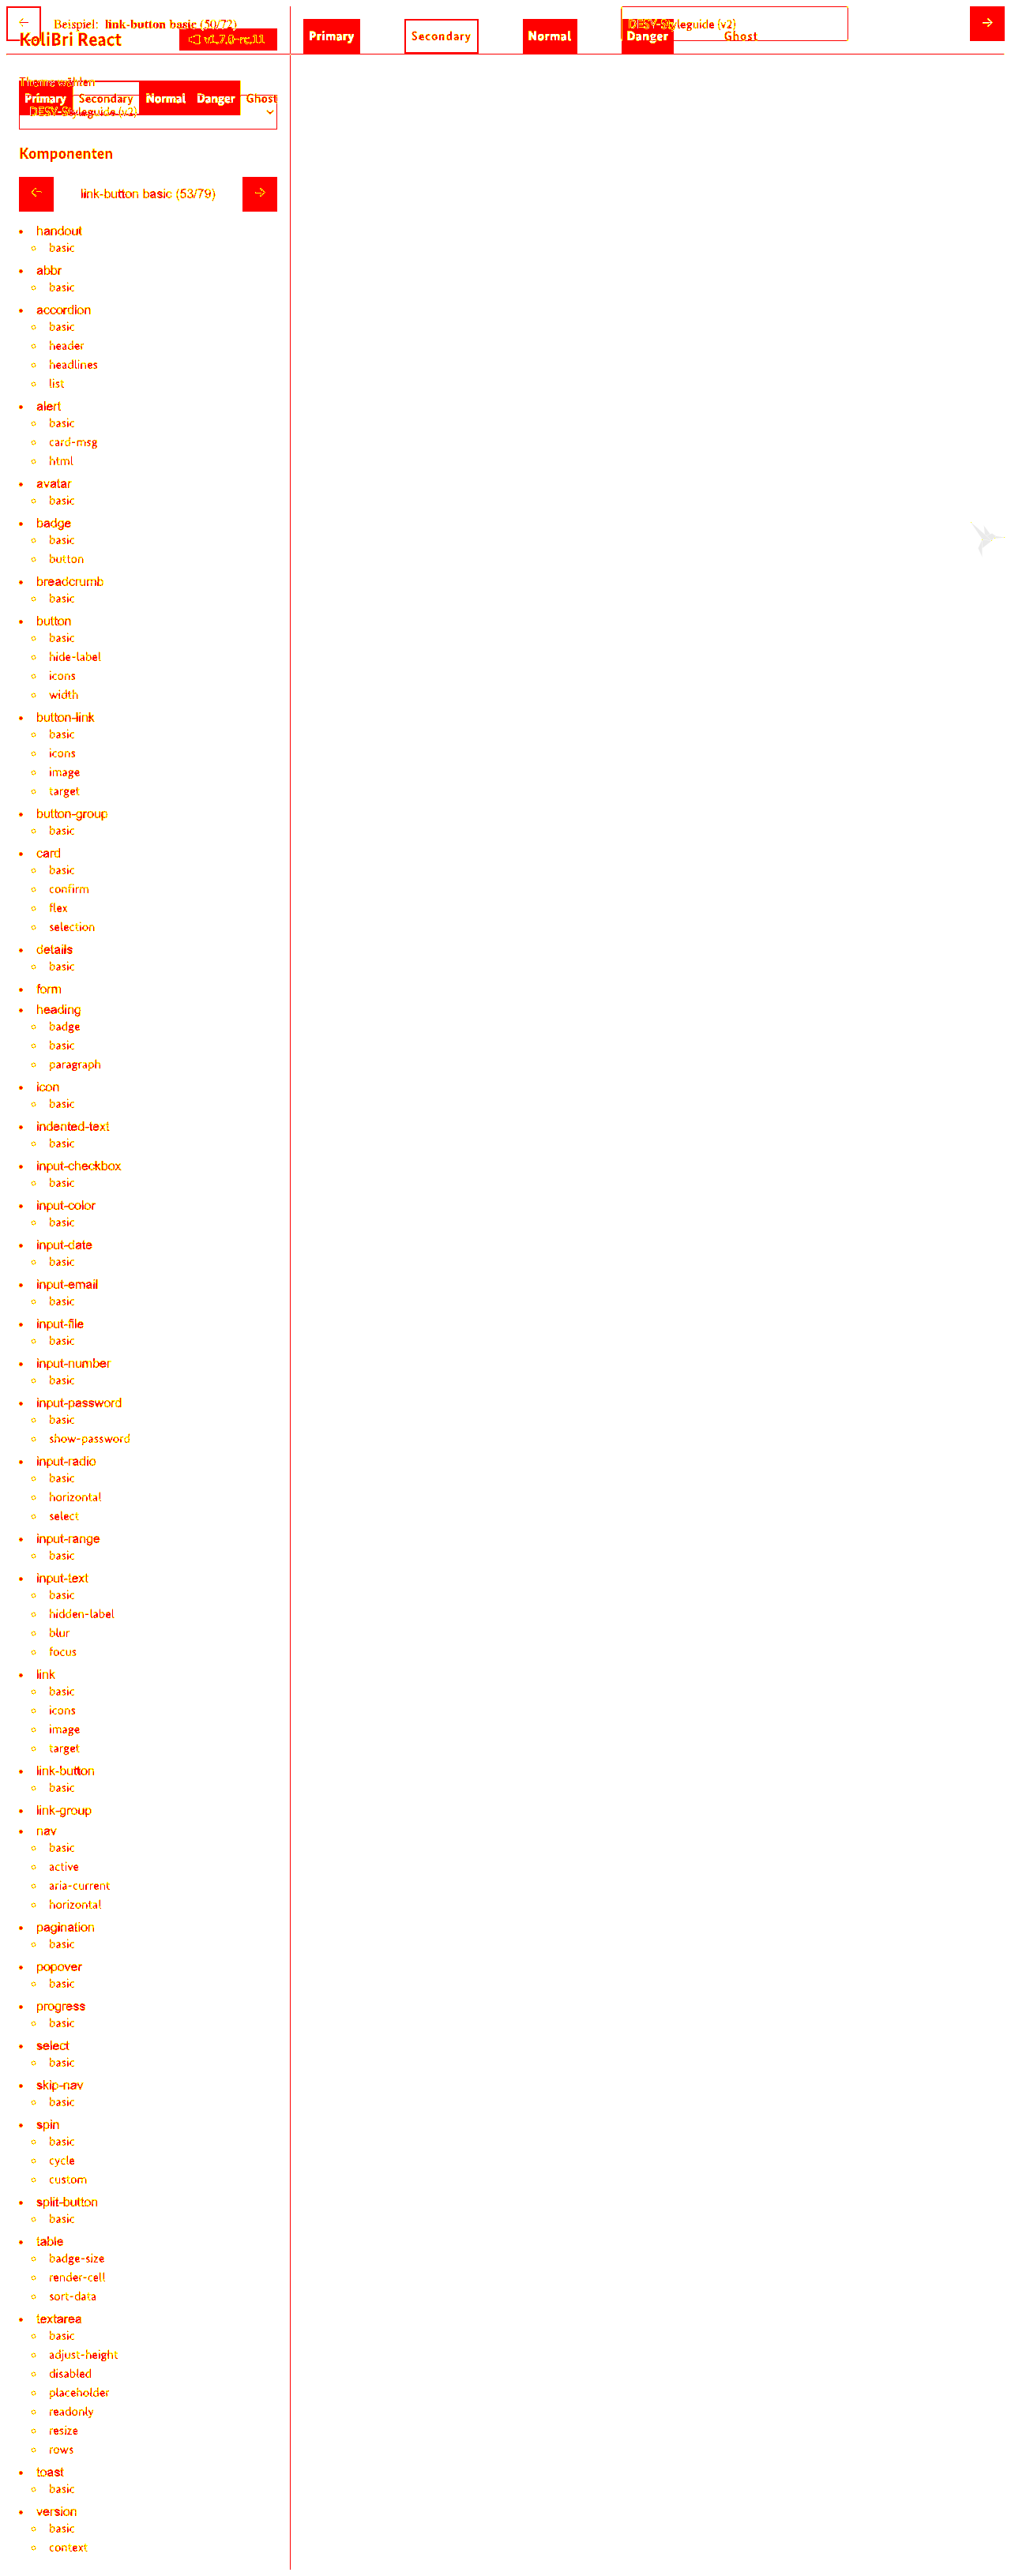 ← Beispiel: link-button basic (50/72) DESY-Styleguide (v2) →
KoliBri React v1.7.0-rc.11 Primary Secondary Normal Danger Ghost
Theme wählen
Primary Secondary Normal Danger Ghost
DESY-Styleguide (v2)
Komponenten
← link-button basic (53/79) →
handout
basic
abbr
basic
accordion
basic
header
headlines
list
alert
basic
card-msg
html
avatar
basic
badge
basic
button
breadcrumb
basic
button
basic
hide-label
icons
width
button-link
basic
icons
image
target
button-group
basic
card
basic
confirm
flex
selection
details
basic
form
heading
badge
basic
paragraph
icon
basic
indented-text
basic
input-checkbox
basic
input-color
basic
input-date
basic
input-email
basic
input-file
basic
input-number
basic
input-password
basic
show-password
input-radio
basic
horizontal
select
input-range
basic
input-text
basic
hidden-label
blur
focus
link
basic
icons
image
target
link-button
basic
link-group
nav
basic
active
aria-current
horizontal
pagination
basic
popover
basic
progress
basic
select
basic
skip-nav
basic
spin
basic
cycle
custom
split-button
basic
table
badge-size
render-cell
sort-data
textarea
basic
adjust-height
disabled
placeholder
readonly
resize
rows
toast
basic
version
basic
context